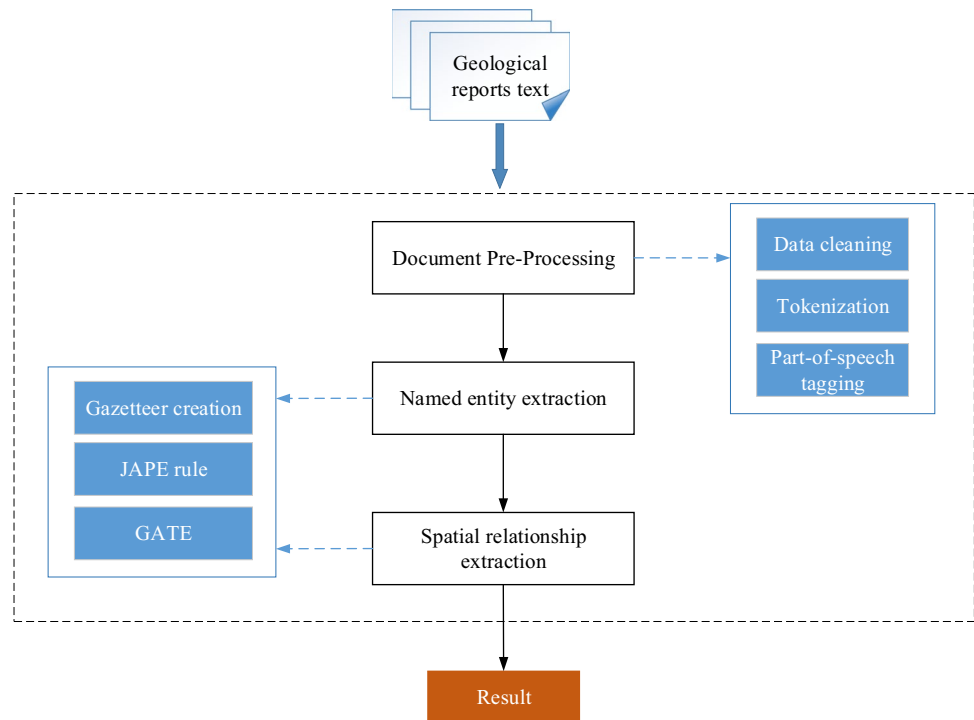 Geological
reports text
Document Pre-Processing
Data cleaning
Tokenization
Part-of-speech
tagging
Named entity extraction
Gazetteer creation
JAPE rule
GATE
Spatial relationship
extraction
Result